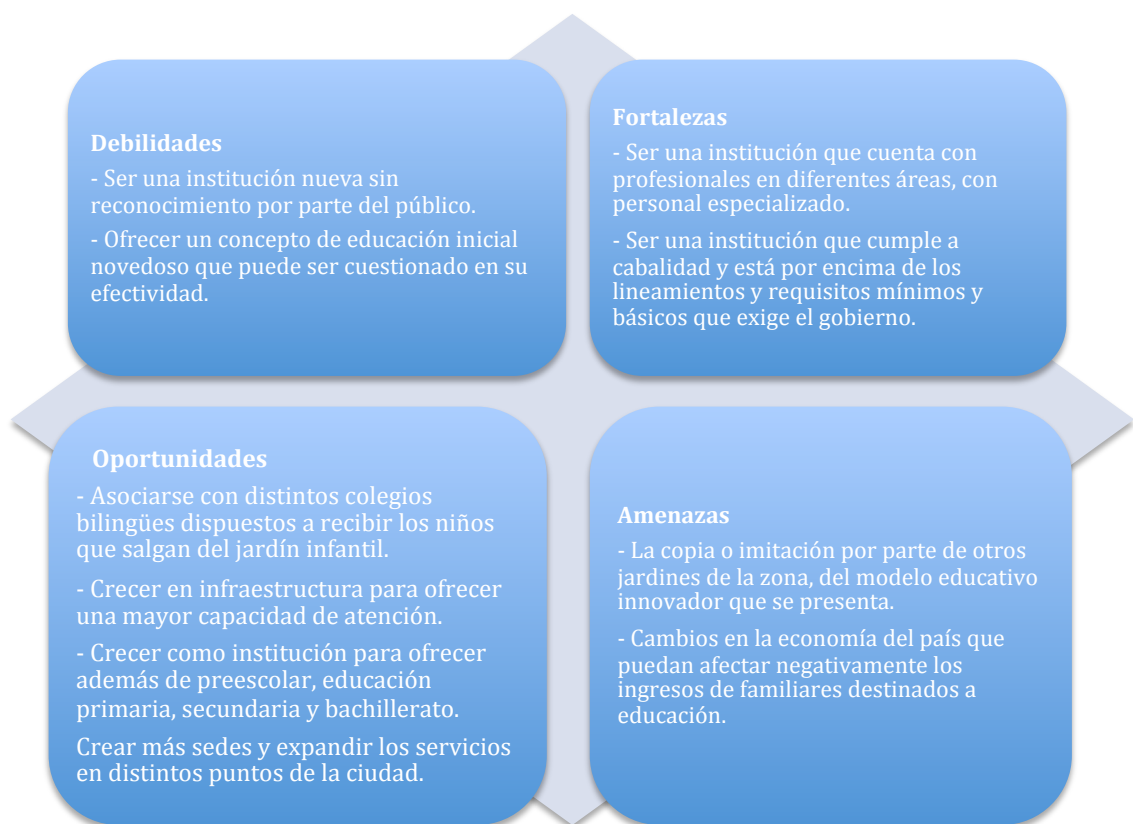 Debilidades
- Ser una institución nueva sin
reconocimiento por parte del público.
- Ofrecer un concepto de educación inicial
novedoso que puede ser cuestionado en su
efectividad.
Fortalezas
- Ser una institución que cuenta con
profesionales en diferentes áreas, con
personal especializado.
- Ser una institución que cumple a
cabalidad y está por encima de los
lineamientos y requisitos mínimos y
básicos que exige el gobierno.
Oportunidades
- Asociarse con distintos colegios
bilingües dispuestos a recibir los niños
que salgan del jardín infantil.
- Crecer en infraestructura para ofrecer
una mayor capacidad de atención.
- Crecer como institución para ofrecer
además de preescolar, educación
primaria, secundaria y bachillerato.
Crear más sedes y expandir los servicios
en distintos puntos de la ciudad.
Amenazas
- La copia o imitación por parte de otros
jardines de la zona, del modelo educativo
innovador que se presenta.
- Cambios en la economía del país que
puedan afectar negativamente los
ingresos de familiares destinados a
educación.